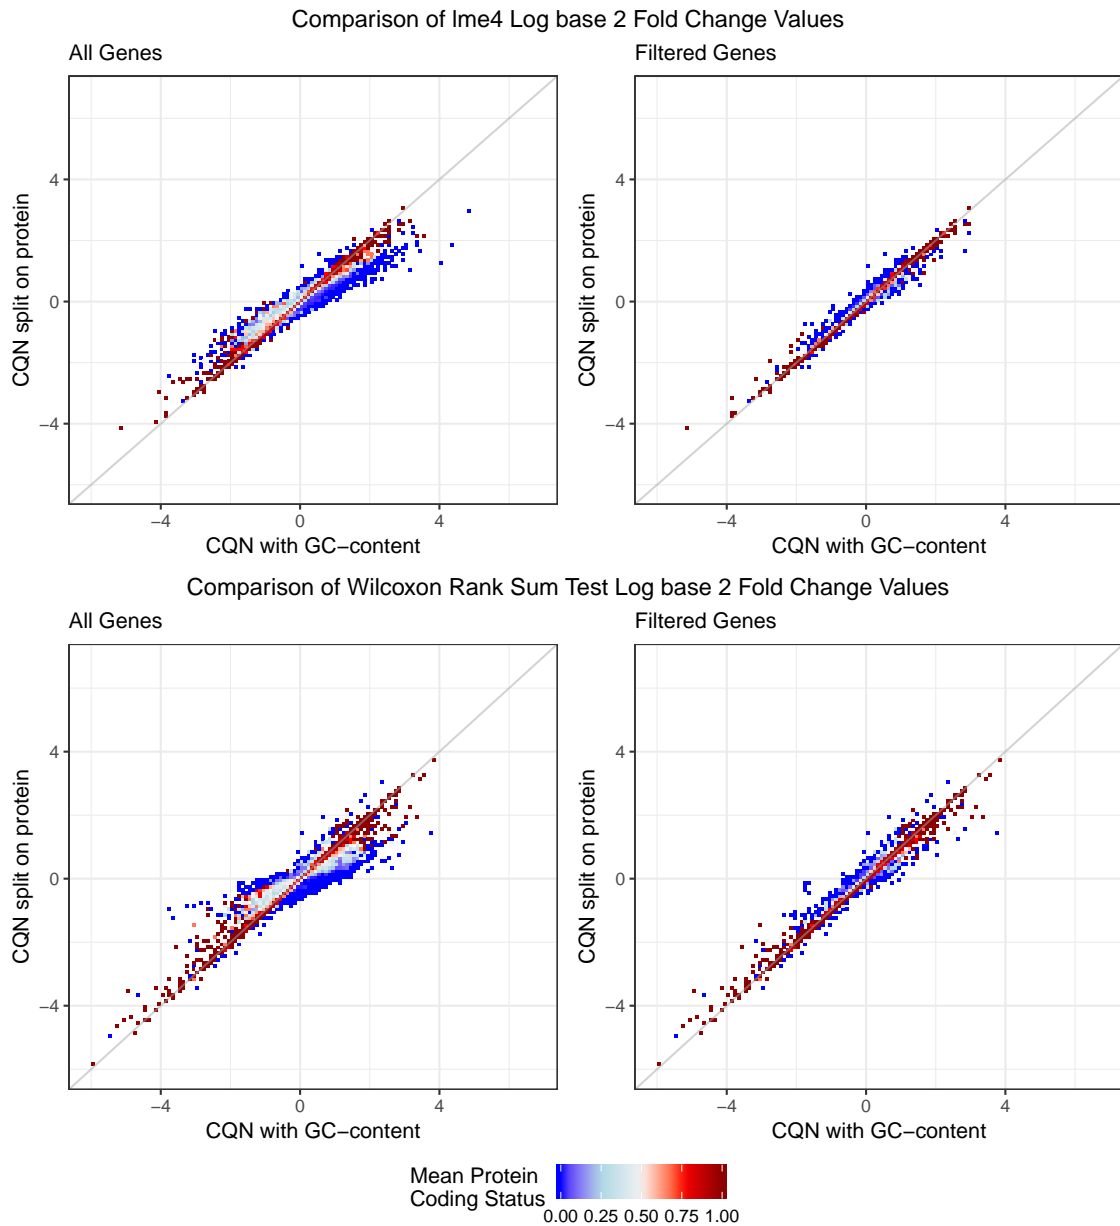 Comparison of lme4 Log base 2 Fold Change Values
All Genes
Filtered Genes
CQN split on protein
4
0
−4
−4
0
4
CQN with GC−content
CQN split on protein
4
0
−4
−4
0
4
CQN with GC−content
Comparison of Wilcoxon Rank Sum Test Log base 2 Fold Change Values
All Genes
Filtered Genes
CQN split on protein
4
0
−4
−4
0
4
CQN with GC−content
CQN split on protein
4
0
−4
−4
0
4
CQN with GC−content
Mean Protein
Coding Status
0.00 0.25 0.50 0.75 1.00